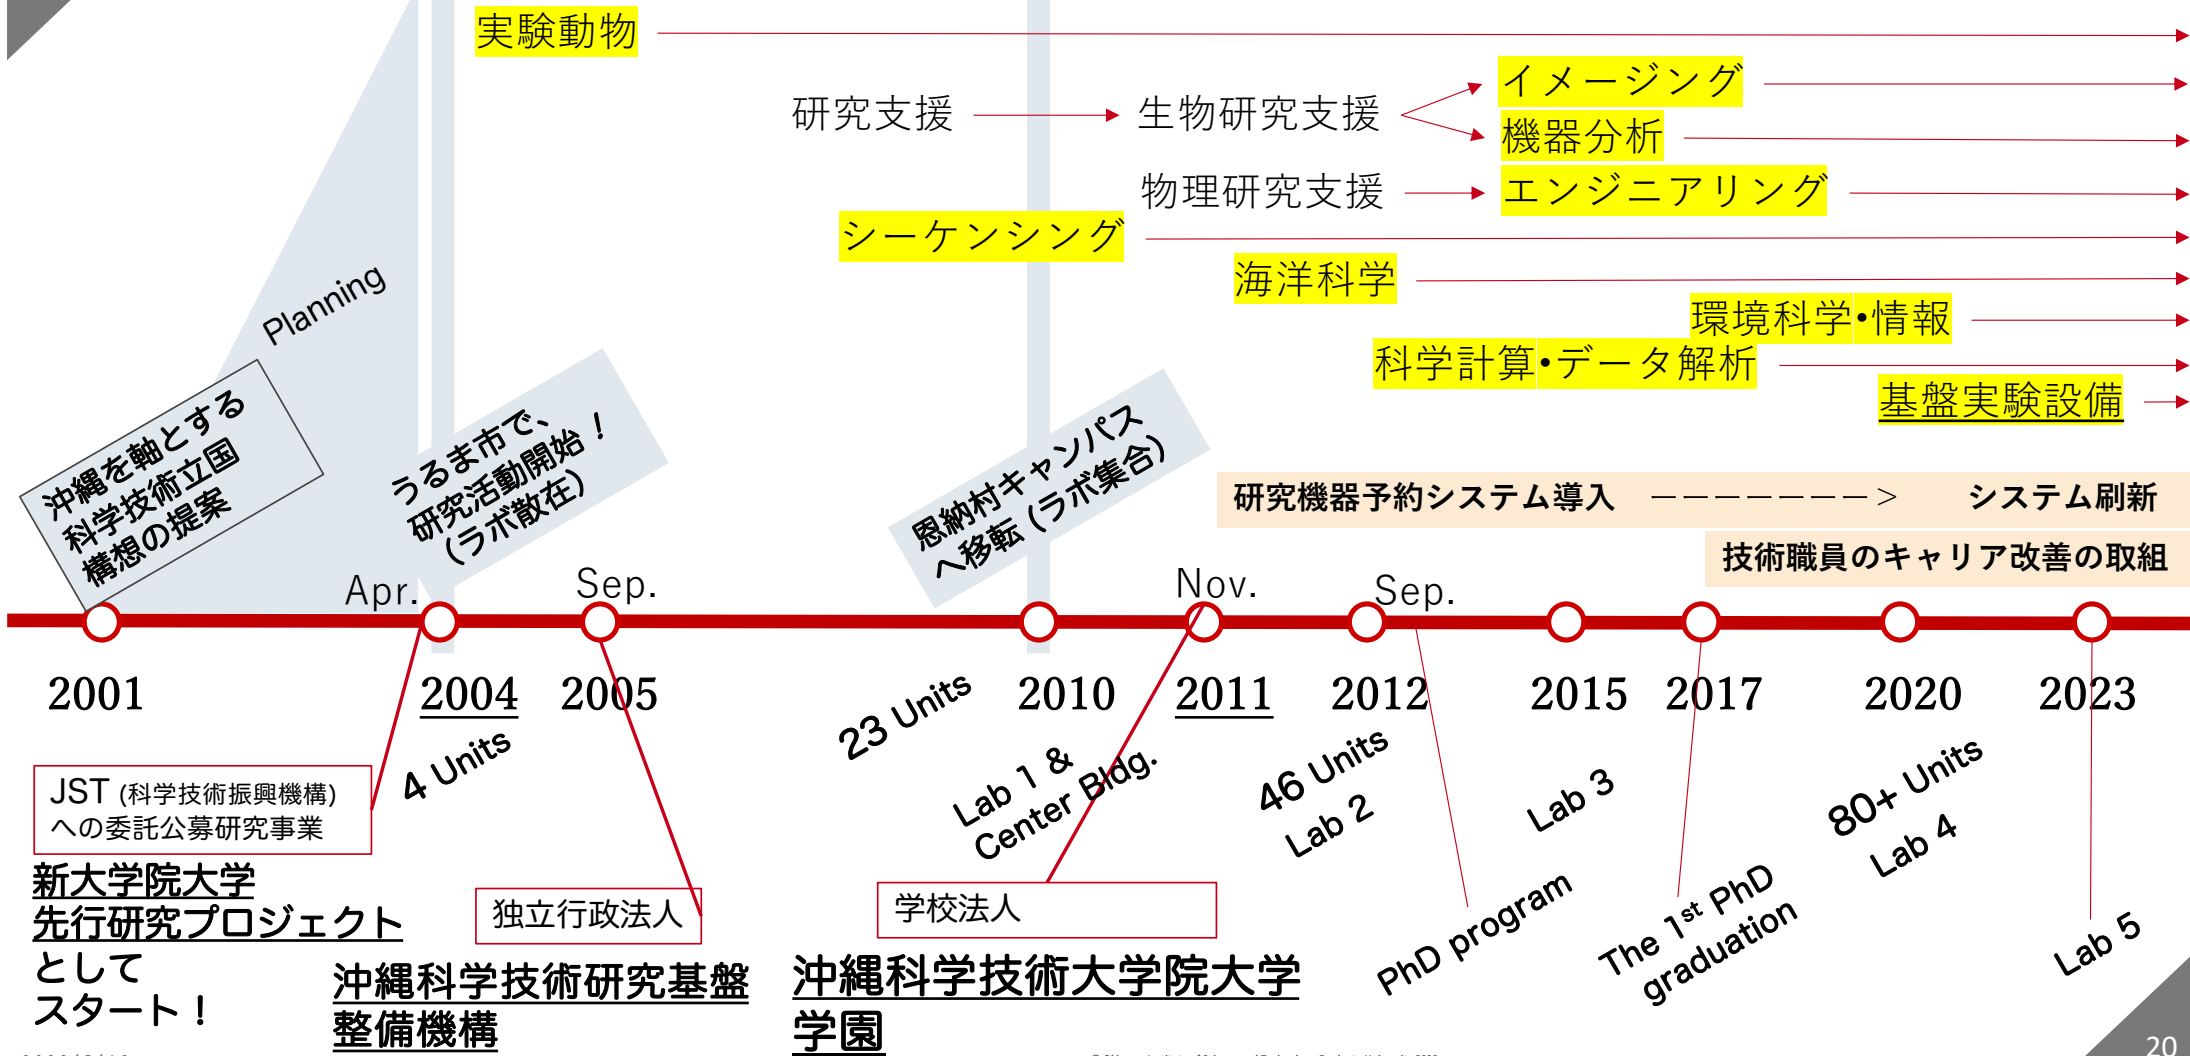 実験動物
イメージング
研究支援
生物研究支援
機器分析
物理研究支援
エンジニアリング
シーケンシング
海洋科学
Planning
環境科学•情報
科学計算•データ解析
基盤実験設備
沖縄を軸とする
科学技術立国
構想の提案
うるま市で、
研究活動開始！
（ラボ散在）
恩納村キャンパス
へ移転（ラボ集合）
研究機器予約システム導入 －－－－－－－＞ システム刷新
技術職員のキャリア改善の取組
Apr.
Sep.
Nov.
Sep.
2001
2004
2005
2010
2011
2012
2015
2017
2020
2023
4 Units
23 Units
Lab 1 &
Center Bldg.
46 Units
Lab 2
Lab 3
80+ Units
Lab 4
PhD program
The 1st PhD
graduation
Lab 5
JST (科学技術振興機構)
への委託公募研究事業
新大学院大学
先行研究プロジェクト
として
スタート！
独立行政法人
沖縄科学技術研究基盤
整備機構
学校法人
沖縄科学技術大学院大学
学園
20